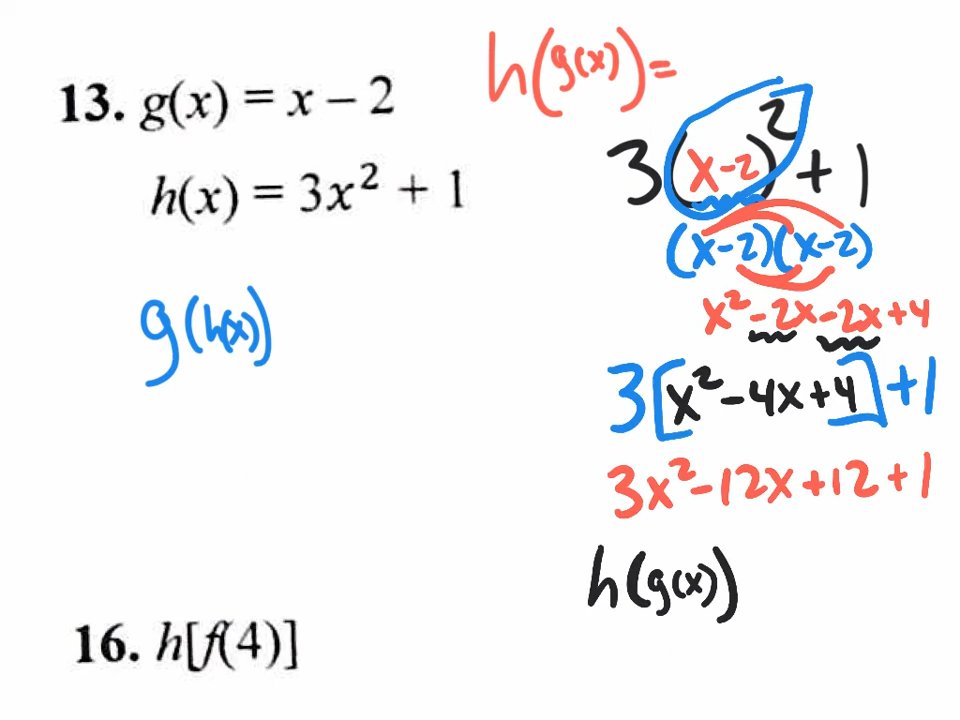 13. g(x) = x – 2
h(x) = 3x² + 1
g(h(x))
16. h[f(4)]
h(g(x)) =
3(x-2)² + 1
(x-2)(x-2)
x² -2x -2x +4
3[x² -4x +4] +1
3x² -12x +12 +1
h(g(x))